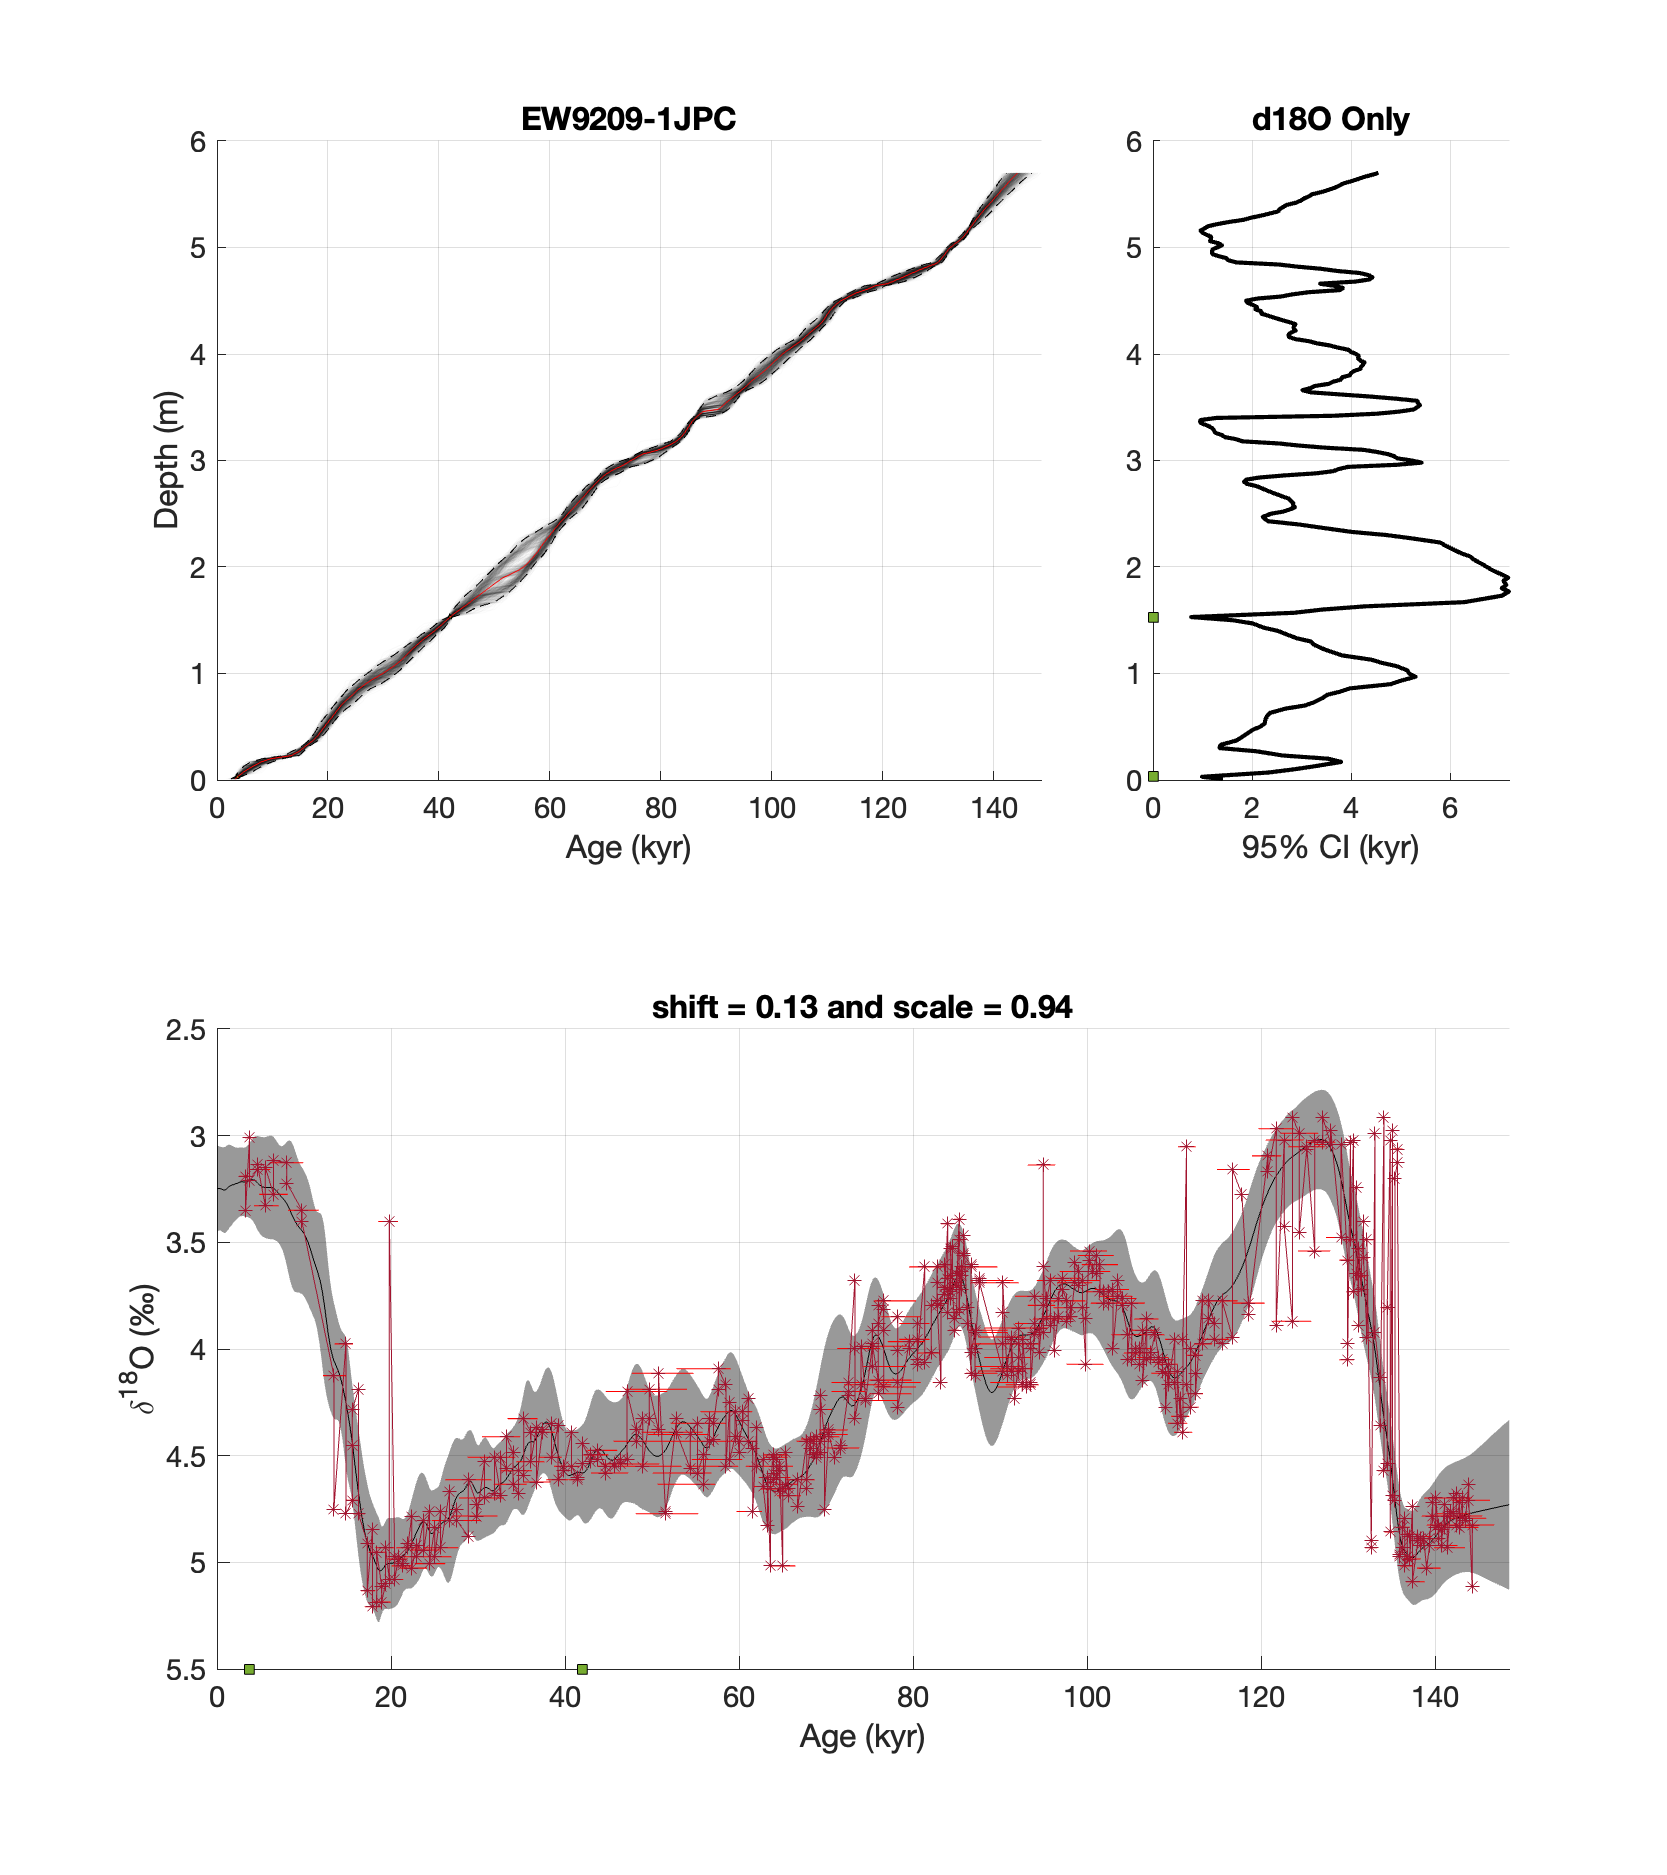 EW9209-1JPC
6
5
4
3
2
1
0
Depth (m)
0 20 40 60 80 100 120 140
Age (kyr)
d18O Only
6
5
4
3
2
1
0
0 2 4 6
95% CI (kyr)
shift = 0.13 and scale = 0.94
2.5
3
3.5
4
4.5
5
5.5
δ18O (‰)
0 20 40 60 80 100 120 140
Age (kyr)